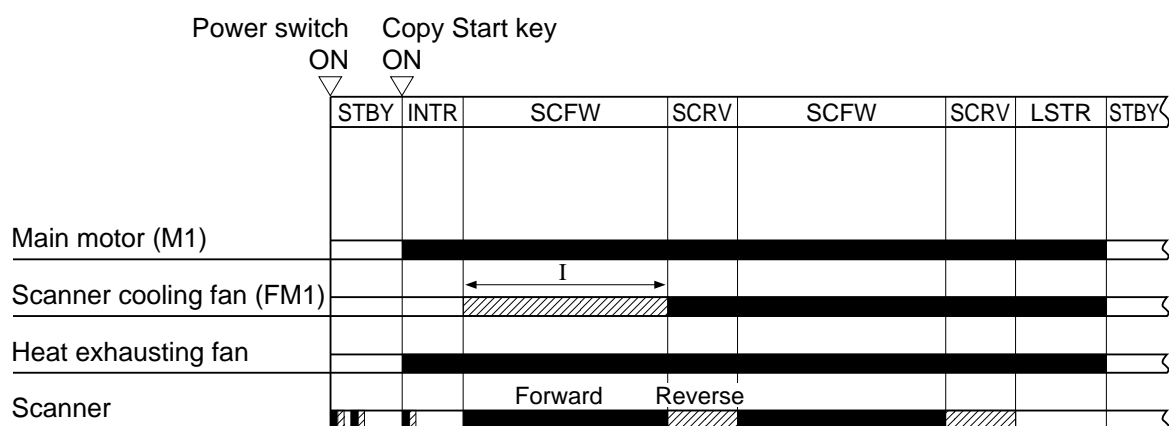 Power switch Copy Start key
ON ON
STBY INTR SCFW SCRV SCFW SCRV LSTR STBY
Main motor (M1)
I
Scanner cooling fan (FM1)
Heat exhausting fan
Forward Reverse
Scanner